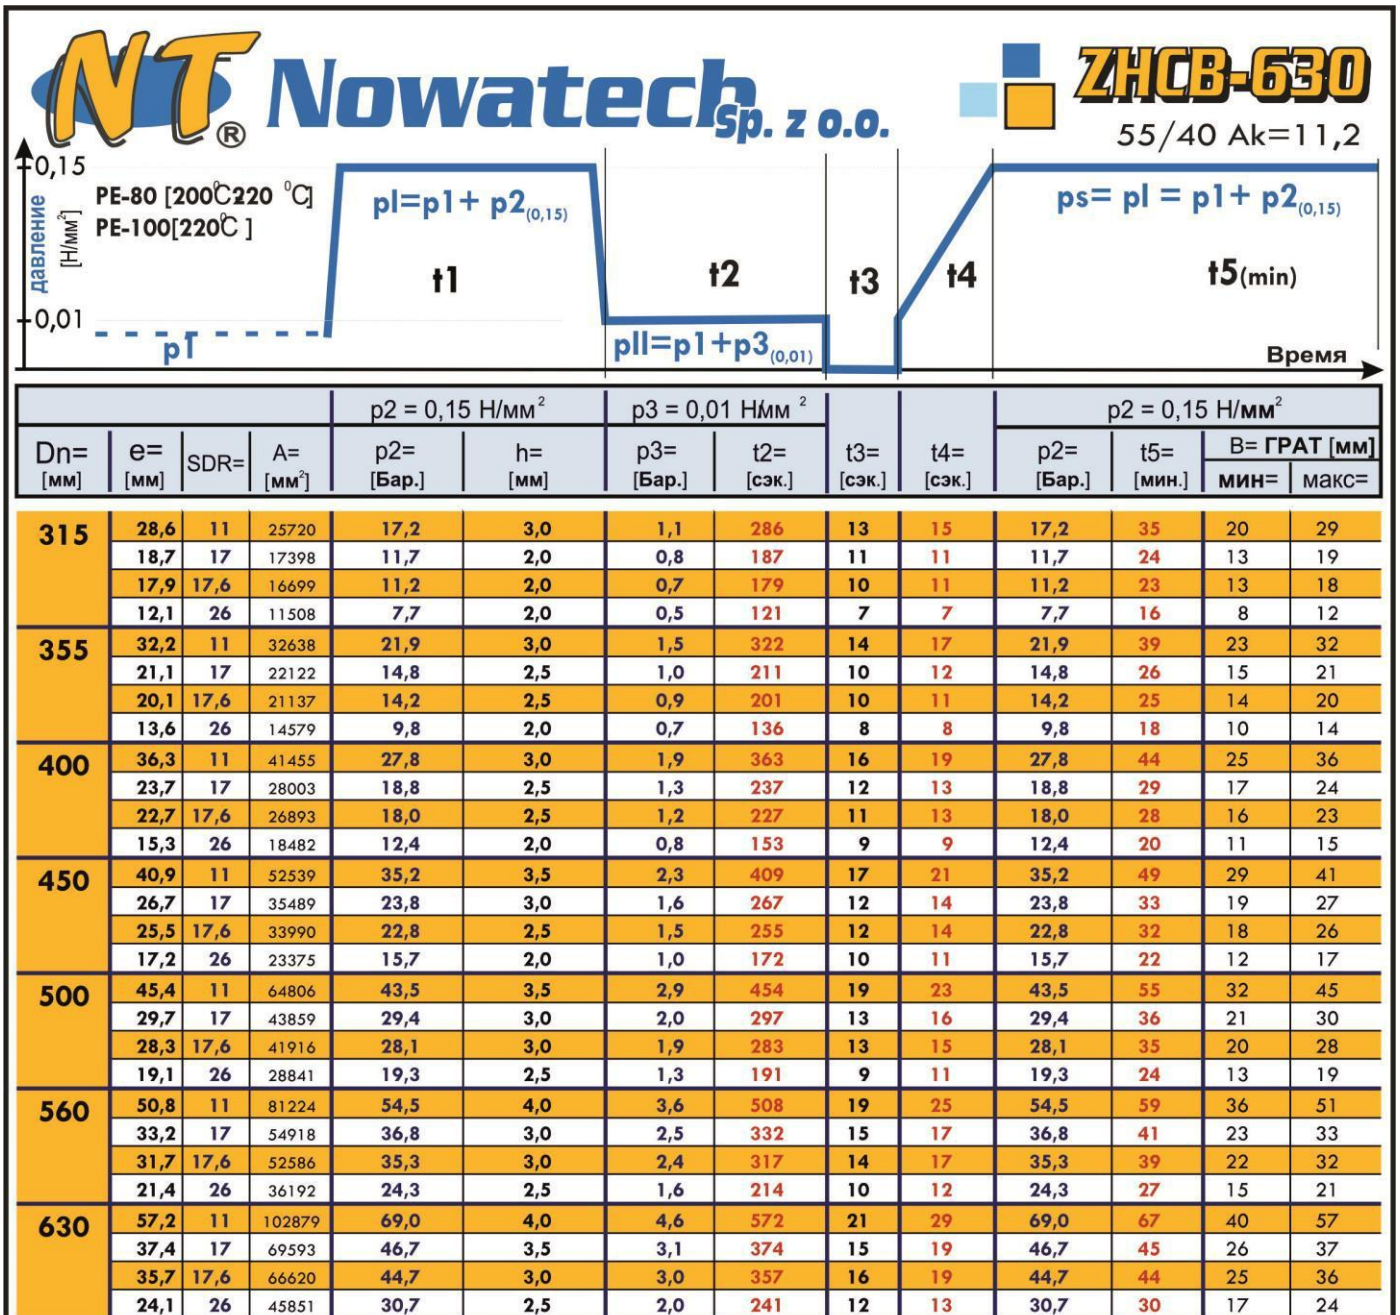 NT® Nowatech Sp. z o.o.
ZHCB-630
55/40 Ak=11,2
0,15
давление
[Н/мм²]
PE-80 [200°C÷220 °C]
PE-100[220°C ]
pI=p1+ p2(0,15)
ps= pI = p1+ p2(0,15)
t1 t2 t3 t4 t5(min)
0,01
p1
pII=p1+p3(0,01)
Время
p2 = 0,15 Н/мм² p3 = 0,01 Н/мм² p2 = 0,15 Н/мм²
Dn= e= SDR= A= p2= h= p3= t2= t3= t4= p2= t5= B= ГРАТ [мм]
[мм] [мм] [мм²] [Бар.] [мм] [Бар.] [сэк.] [сэк.] [сэк.] [Бар.] [мин.] мин= макс=
315 28,6 11 25720 17,2 3,0 1,1 286 13 15 17,2 35 20 29
18,7 17 17398 11,7 2,0 0,8 187 11 11 11,7 24 13 19
17,9 17,6 16699 11,2 2,0 0,7 179 10 11 11,2 23 13 18
12,1 26 11508 7,7 2,0 0,5 121 7 7 7,7 16 8 12
355 32,2 11 32638 21,9 3,0 1,5 322 14 17 21,9 39 23 32
21,1 17 22122 14,8 2,5 1,0 211 10 12 14,8 26 15 21
20,1 17,6 21137 14,2 2,5 0,9 201 10 11 14,2 25 14 20
13,6 26 14579 9,8 2,0 0,7 136 8 8 9,8 18 10 14
400 36,3 11 41455 27,8 3,0 1,9 363 16 19 27,8 44 25 36
23,7 17 28003 18,8 2,5 1,3 237 12 13 18,8 29 17 24
22,7 17,6 26893 18,0 2,5 1,2 227 11 13 18,0 28 16 23
15,3 26 18482 12,4 2,0 0,8 153 9 9 12,4 20 11 15
450 40,9 11 52539 35,2 3,5 2,3 409 17 21 35,2 49 29 41
26,7 17 35489 23,8 3,0 1,6 267 12 14 23,8 33 19 27
25,5 17,6 33990 22,8 2,5 1,5 255 12 14 22,8 32 18 26
17,2 26 23375 15,7 2,0 1,0 172 10 11 15,7 22 12 17
500 45,4 11 64806 43,5 3,5 2,9 454 19 23 43,5 55 32 45
29,7 17 43859 29,4 3,0 2,0 297 13 16 29,4 36 21 30
28,3 17,6 41916 28,1 3,0 1,9 283 13 15 28,1 35 20 28
19,1 26 28841 19,3 2,5 1,3 191 9 11 19,3 24 13 19
560 50,8 11 81224 54,5 4,0 3,6 508 19 25 54,5 59 36 51
33,2 17 54918 36,8 3,0 2,5 332 15 17 36,8 41 23 33
31,7 17,6 52586 35,3 3,0 2,4 317 14 17 35,3 39 22 32
21,4 26 36192 24,3 2,5 1,6 214 10 12 24,3 27 15 21
630 57,2 11 102879 69,0 4,0 4,6 572 21 29 69,0 67 40 57
37,4 17 69593 46,7 3,5 3,1 374 15 19 46,7 45 26 37
35,7 17,6 66620 44,7 3,0 3,0 357 16 19 44,7 44 25 36
24,1 26 45851 30,7 2,5 2,0 241 12 13 30,7 30 17 24